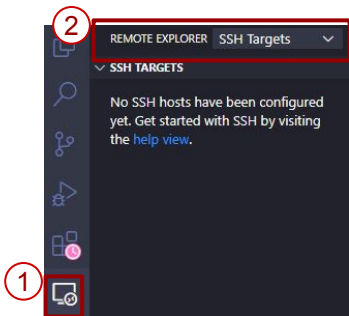 2
REMOTE EXPLORER SSH Targets
SSH TARGETS
No SSH hosts have been configured
yet. Get started with SSH by visiting
the help view.
1